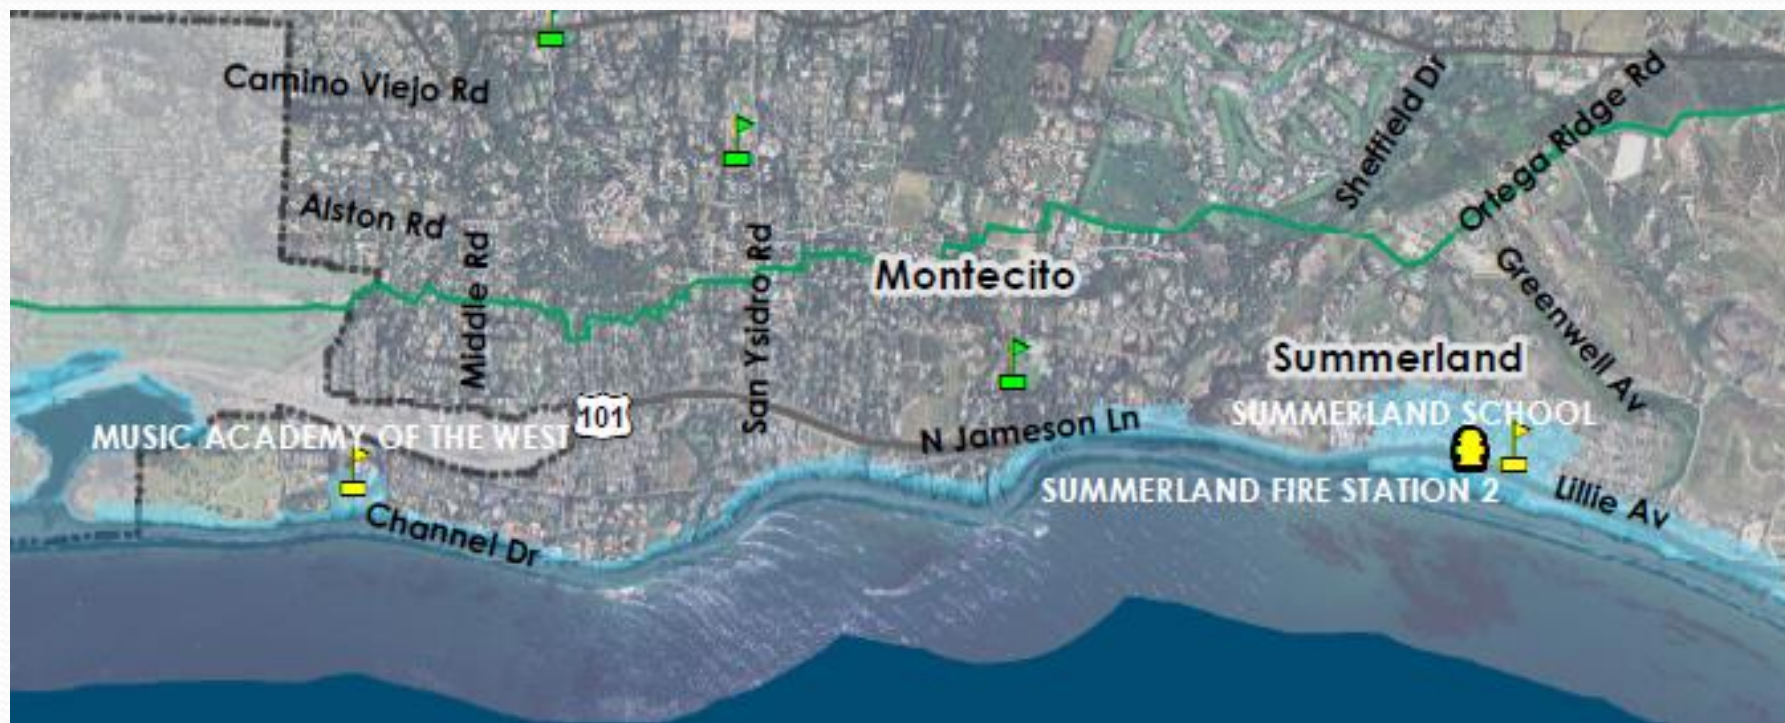 Camino Viejo Rd
Sheffield Dr
Ortega Ridge Rd
Alston Rd
Middle Rd
San Ysidro Rd
Montecito
Greenwell Av
Summerland
101
N Jameson Ln
SUMMERLAND SCHOOL
MUSIC ACADEMY OF THE WEST
SUMMERLAND FIRE STATION 2
Lillie Av
Channel Dr